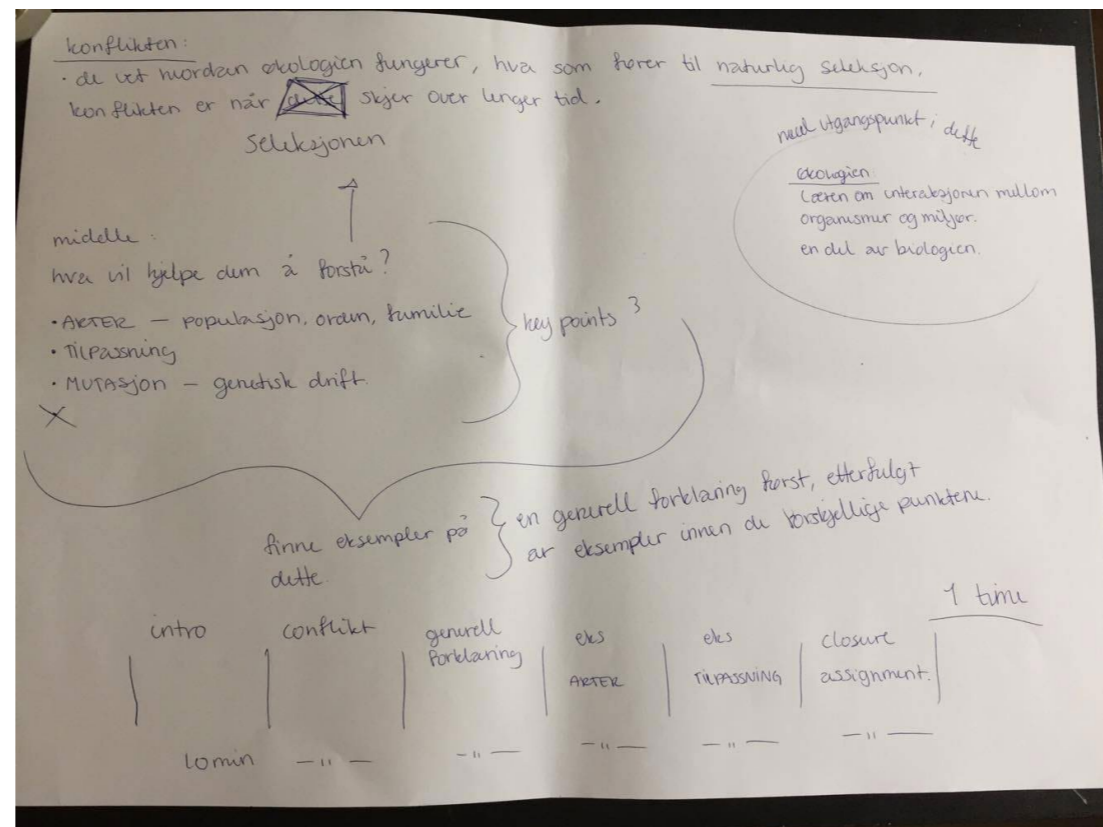 konflikten:
· de vet hvordan økologien fungerer, hva som fører til naturlig seleksjon.
konflikten er når dette skjer over lenger tid.
seleksjonen
med utgangspunkt i dette
økologien:
Læren om interaksjonen mellom
organismer og miljøer.
en del av biologien.
midelle:
hva vil hjelpe dem å forstå?
· ARTER – populasjon, orden, familie
· TILPASSNING
· MUTASJON – genetisk drift.
key points
finne eksempler på
dette.
en generell forklaring først, etterfulgt
av eksempler innen de forskjellige punktene.
1 time
intro
conflikt
generell
forklaring
eks
ARTER
eks
TILPASSNING
closure
assignment.
10min – " – – " – – " – – " – – " –